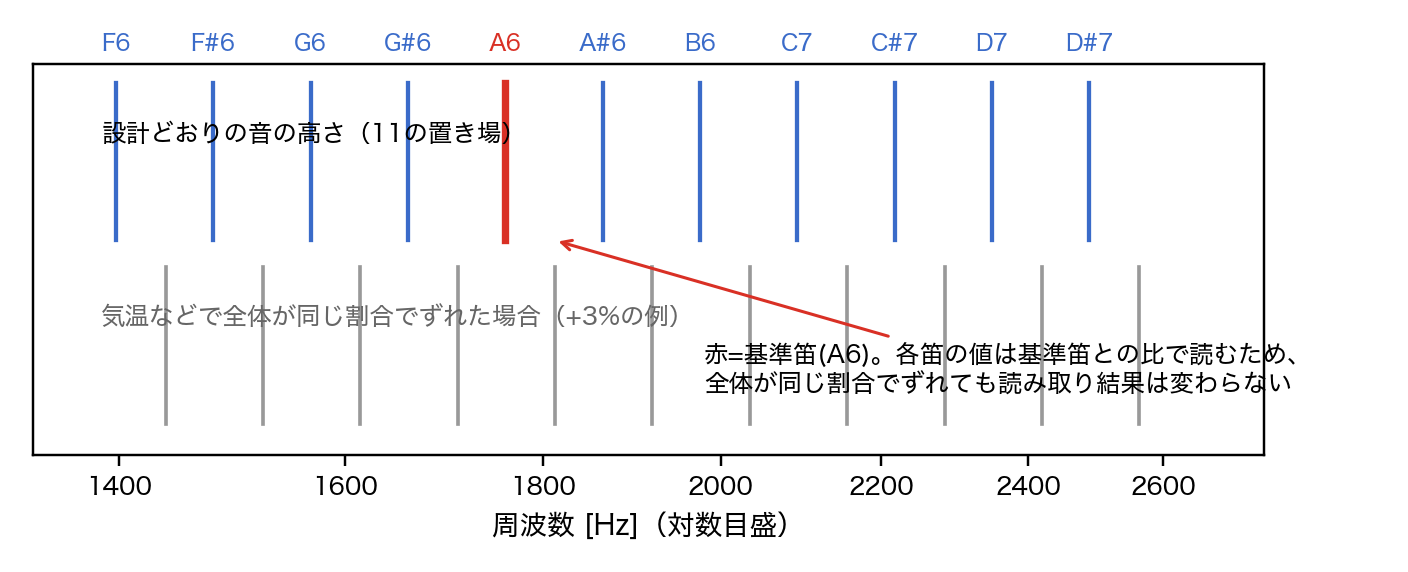 F6 F#6 G6 G#6 A6 A#6 B6 C7 C#7 D7 D#7
設計どおりの音の高さ（11の置き場）
気温などで全体が同じ割合でずれた場合（+3%の例）
赤=基準笛(A6)。各笛の値は基準笛との比で読むため、
全体が同じ割合でずれても読み取り結果は変わらない
1400 1600 1800 2000 2200 2400 2600
周波数 [Hz]（対数目盛）